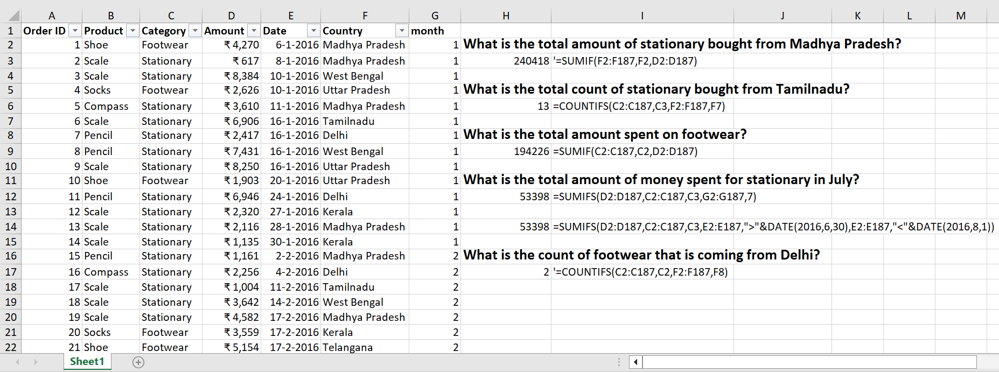 A B C D E F G H I J K L M
1 Order ID Product Category Amount Date Country month
2 1 Shoe Footwear ₹ 4,270 6-1-2016 Madhya Pradesh 1 What is the total amount of stationary bought from Madhya Pradesh?
3 2 Scale Stationary ₹ 617 8-1-2016 Madhya Pradesh 1 240418 '=SUMIF(F2:F187,F2,D2:D187)
4 3 Scale Stationary ₹ 8,384 10-1-2016 West Bengal 1
5 4 Socks Footwear ₹ 2,626 10-1-2016 Uttar Pradesh 1 What is the total count of stationary bought from Tamilnadu?
6 5 Compass Stationary ₹ 3,610 11-1-2016 Madhya Pradesh 1 13 =COUNTIFS(C2:C187,C3,F2:F187,F7)
7 6 Scale Stationary ₹ 6,906 16-1-2016 Tamilnadu 1
8 7 Pencil Stationary ₹ 2,417 16-1-2016 Delhi 1 What is the total amount spent on footwear?
9 8 Pencil Stationary ₹ 7,431 16-1-2016 West Bengal 1 194226 =SUMIF(C2:C187,C2,D2:D187)
10 9 Scale Stationary ₹ 8,250 16-1-2016 Uttar Pradesh 1
11 10 Shoe Footwear ₹ 1,903 20-1-2016 Uttar Pradesh 1 What is the total amount of money spent for stationary in July?
12 11 Pencil Stationary ₹ 6,946 24-1-2016 Delhi 1 53398 =SUMIFS(D2:D187,C2:C187,C3,G2:G187,7)
13 12 Scale Stationary ₹ 2,320 27-1-2016 Kerala 1
14 13 Scale Stationary ₹ 2,116 28-1-2016 Madhya Pradesh 1 53398 =SUMIFS(D2:D187,C2:C187,C3,E2:E187,">"&DATE(2016,6,30),E2:E187,"<"&DATE(2016,8,1))
15 14 Scale Stationary ₹ 1,135 30-1-2016 Kerala 1
16 15 Pencil Stationary ₹ 1,161 2-2-2016 Madhya Pradesh 2 What is the count of footwear that is coming from Delhi?
17 16 Compass Stationary ₹ 2,256 4-2-2016 Delhi 2 2 '=COUNTIFS(C2:C187,C2,F2:F187,F8)
18 17 Scale Stationary ₹ 1,004 11-2-2016 Tamilnadu 2
19 18 Scale Stationary ₹ 3,642 14-2-2016 West Bengal 2
20 19 Scale Stationary ₹ 4,582 17-2-2016 Madhya Pradesh 2
21 20 Socks Footwear ₹ 3,559 17-2-2016 Kerala 2
22 21 Shoe Footwear ₹ 5,154 17-2-2016 Telangana 2
Sheet1